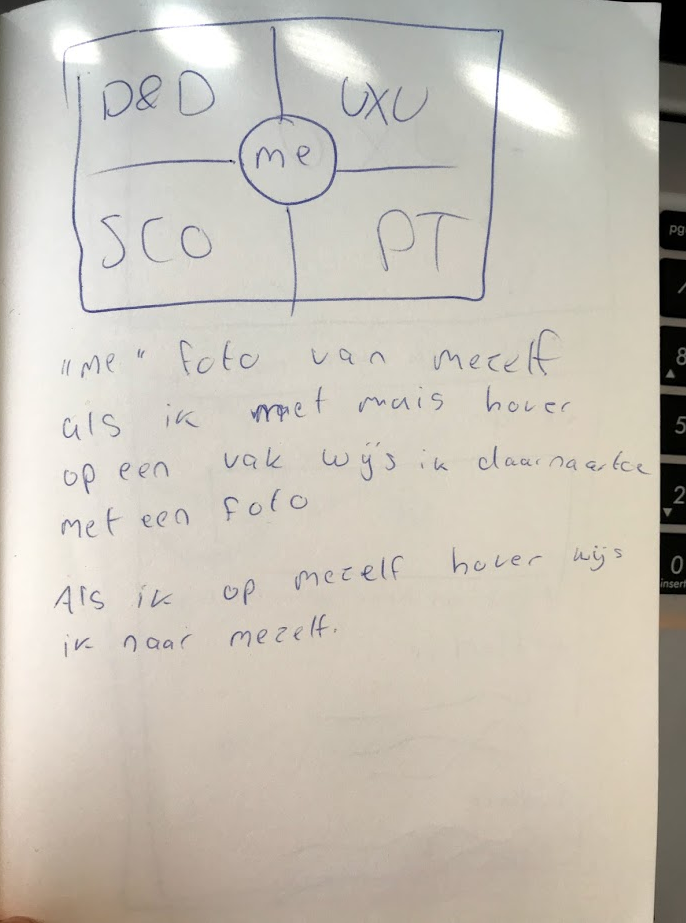 D&D UXU
me
SCO PT
"me" foto van mezelf
als ik met muis hover
op een vak wijs ik daarnaartoe
met een foto
Als ik op mezelf hover wijs
ik naar mezelf.
pg
8
5
2
0
insert